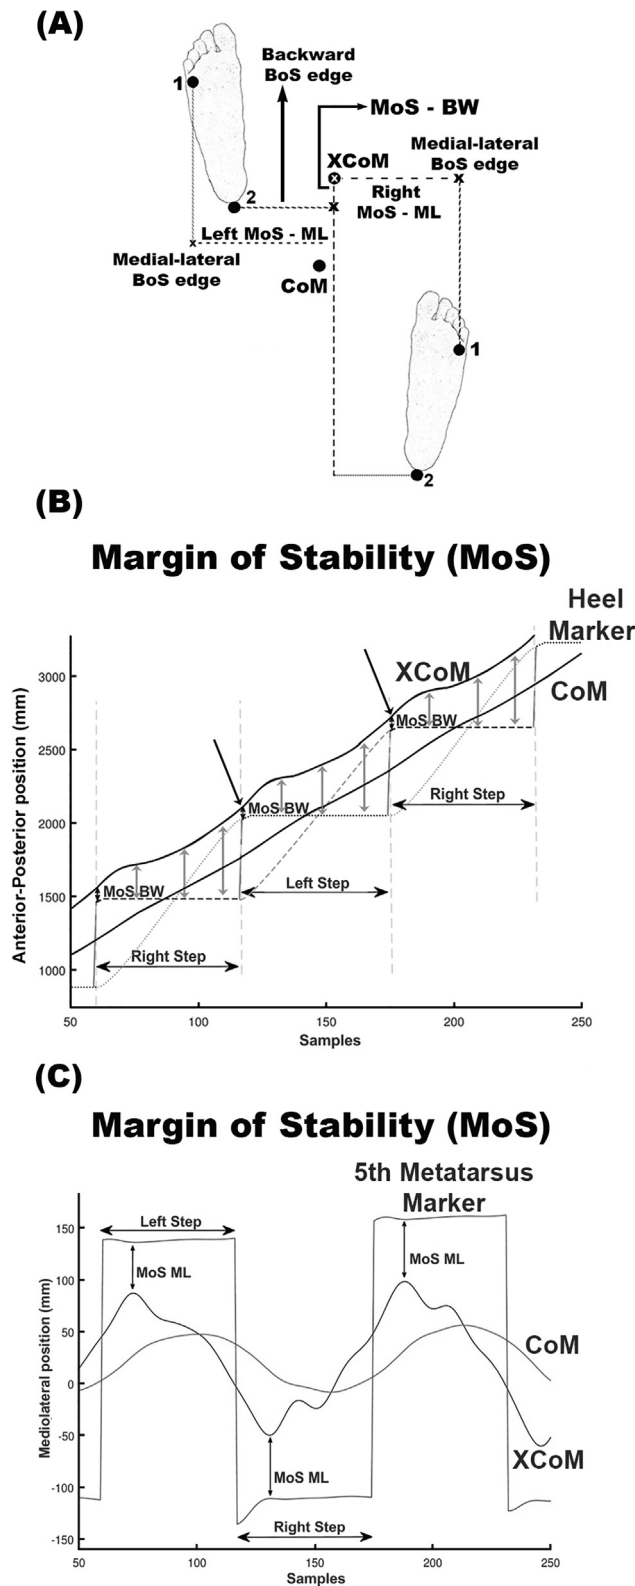 (A)
Backward
BoS edge
1
MoS - BW
Medial-lateral
BoS edge
XCoM
x
x
Right
MoS - ML
2
x
Left MoS - ML
x
Medial-lateral
BoS edge
CoM
1
2
(B)
Margin of Stability (MoS)
Heel
Marker
XCoM
CoM
3000
MoS BW
2500
Right Step
MoS BW
2000
Left Step
MoS BW
1500
Right Step
1000
Anterior-Posterior position (mm)
50
100
150
200
250
Samples
(C)
Margin of Stability (MoS)
5th Metatarsus
Marker
150
Left Step
MoS ML
MoS ML
100
50
CoM
0
-50
XCoM
MoS ML
-100
Right Step
-150
Mediolateral position (mm)
50
100
150
200
250
Samples